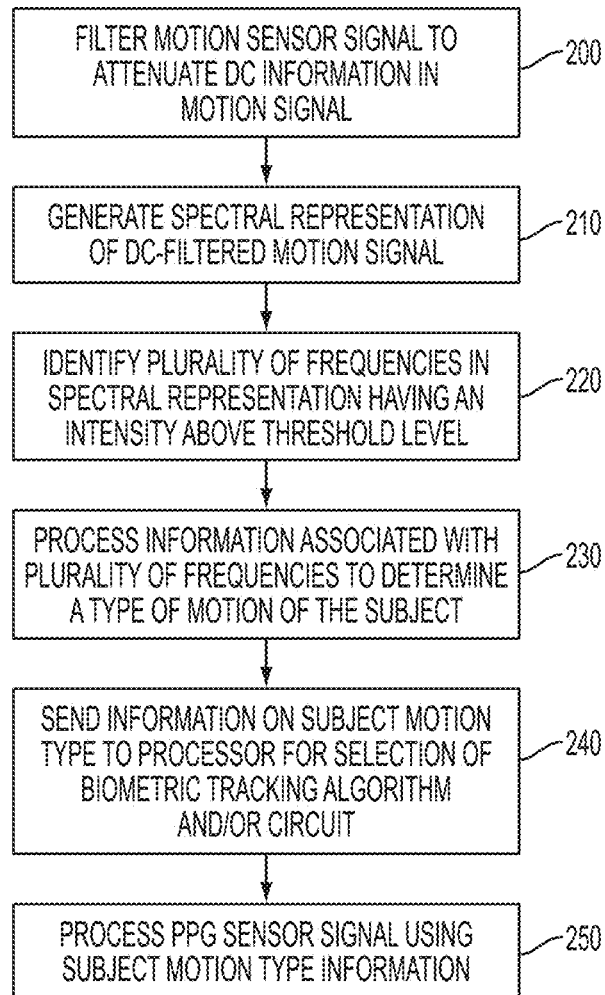 FILTER MOTION SENSOR SIGNAL TO
ATTENUATE DC INFORMATION IN
MOTION SIGNAL
200
GENERATE SPECTRAL REPRESENTATION
OF DC-FILTERED MOTION SIGNAL
210
IDENTIFY PLURALITY OF FREQUENCIES IN
SPECTRAL REPRESENTATION HAVING AN
INTENSITY ABOVE THRESHOLD LEVEL
220
PROCESS INFORMATION ASSOCIATED WITH
PLURALITY OF FREQUENCIES TO DETERMINE
A TYPE OF MOTION OF THE SUBJECT
230
SEND INFORMATION ON SUBJECT MOTION
TYPE TO PROCESSOR FOR SELECTION OF
BIOMETRIC TRACKING ALGORITHM
AND/OR CIRCUIT
240
PROCESS PPG SENSOR SIGNAL USING
SUBJECT MOTION TYPE INFORMATION
250